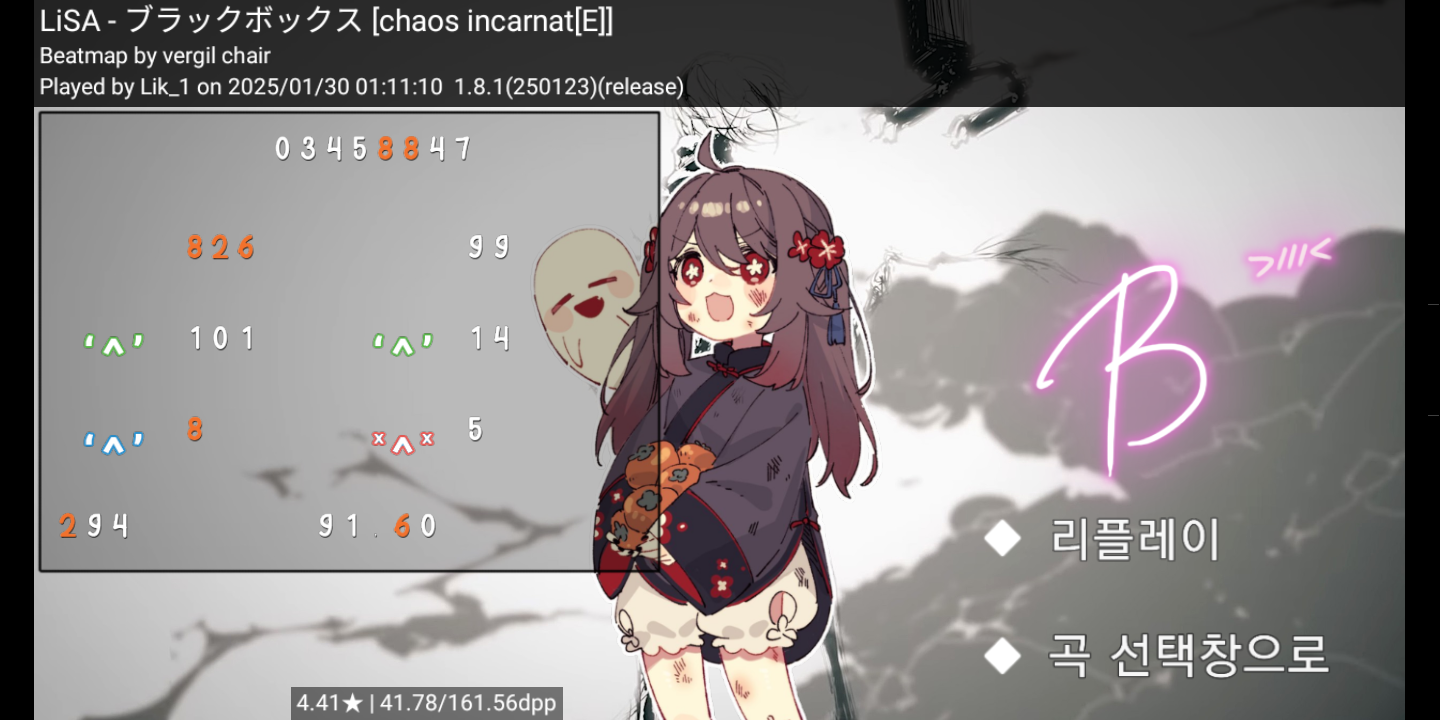 LiSA - ブラックボックス [chaos incarnat[E]]
Beatmap by vergil chair
Played by Lik_1 on 2025/01/30 01:11:10  1.8.1(250123)(release)
03458847
826 99
101 14
8 5
294 91.60
B
리플레이
곡 선택창으로
4.41★ | 41.78/161.56dpp